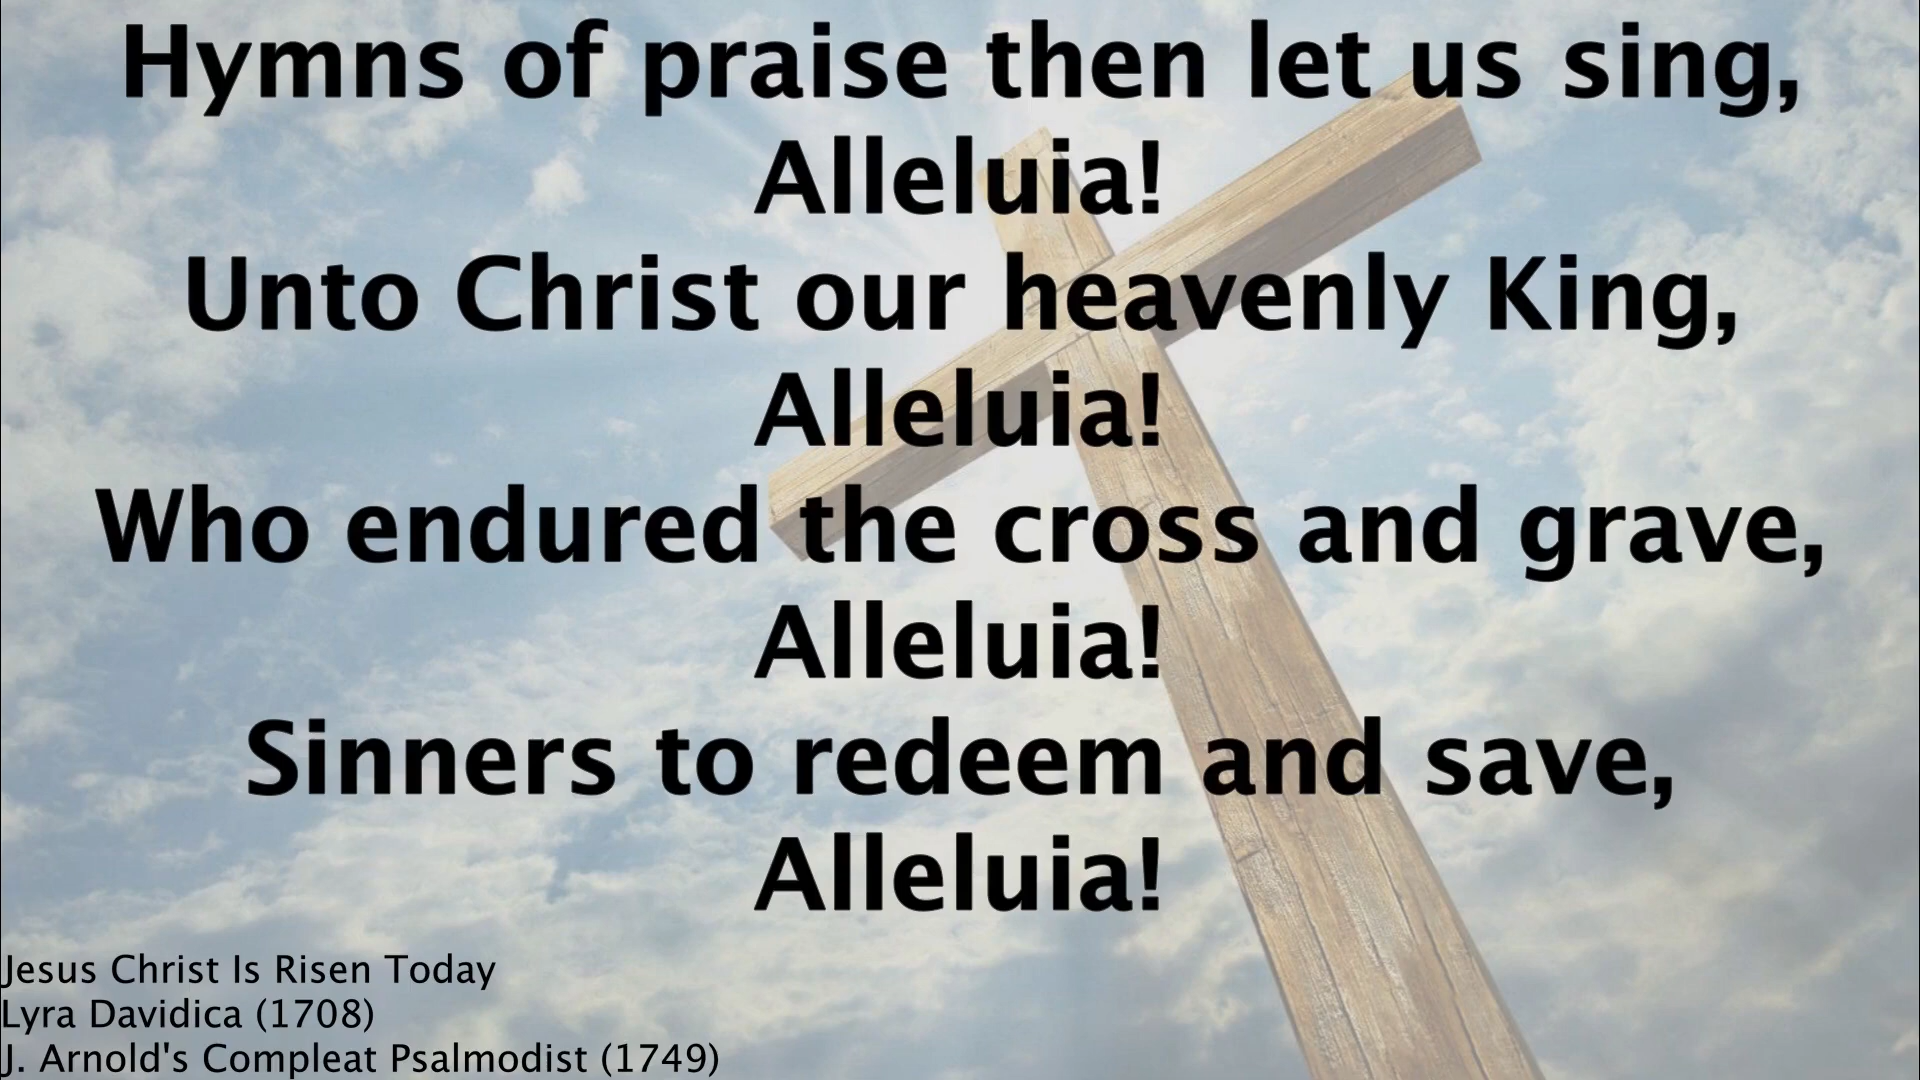 Hymns of praise then let us sing,
Alleluia!
Unto Christ our heavenly King,
Alleluia!
Who endured the cross and grave,
Alleluia!
Sinners to redeem and save,
Alleluia!
Jesus Christ Is Risen Today
Lyra Davidica (1708)
J. Arnold's Compleat Psalmodist (1749)